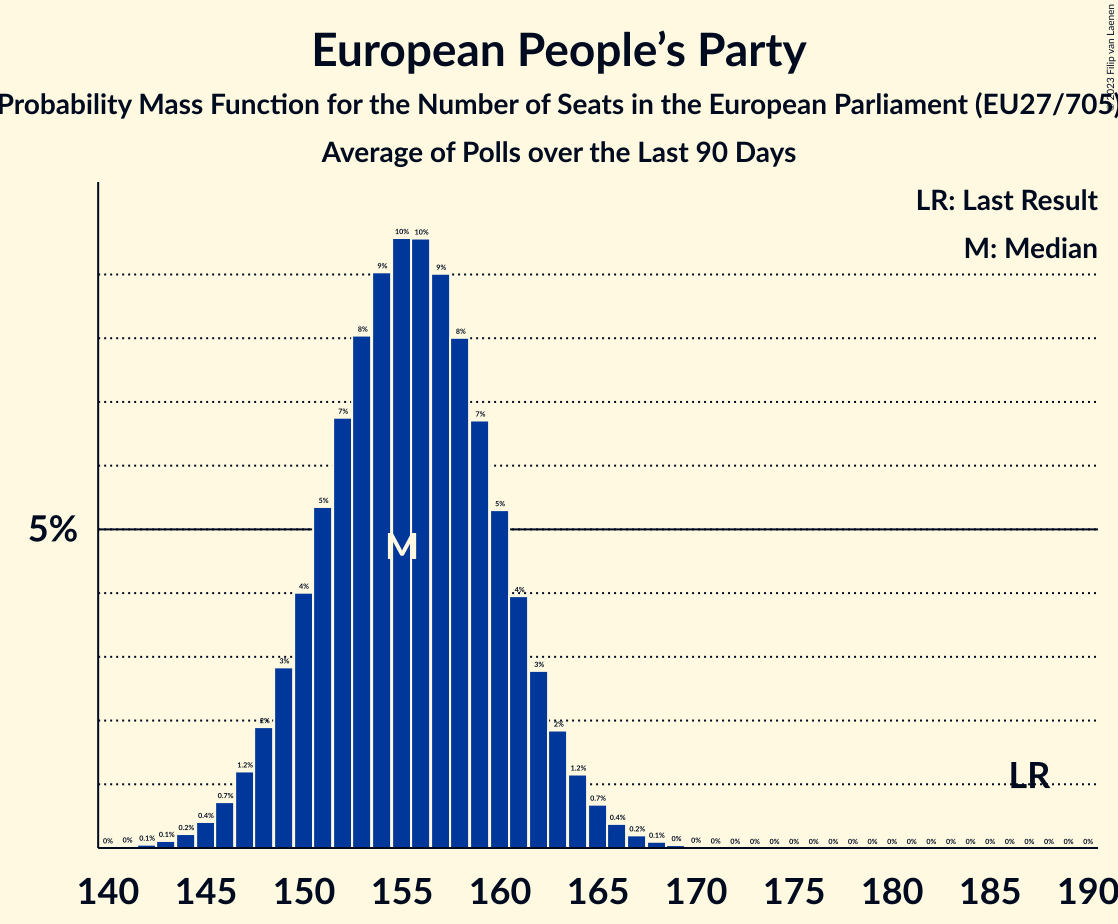 European People’s Party
Probability Mass Function for the Number of Seats in the European Parliament (EU27/705)
Average of Polls over the Last 90 Days
© 2023 Filip van Laenen
LR: Last Result
M: Median
5%
0% 0% 0.1% 0.1% 0.2% 0.4% 0.7% 1.2% 2% 3% 4% 5% 7% 8% 9% 10% 10% 9% 8% 7% 5% 4% 3% 2% 1.2% 0.7% 0.4% 0.2% 0.1% 0% 0% 0% 0% 0% 0% 0% 0% 0% 0% 0% 0% 0% 0% 0% 0% 0% 0% 0% 0% 0% 0%
M
LR
140 145 150 155 160 165 170 175 180 185 190